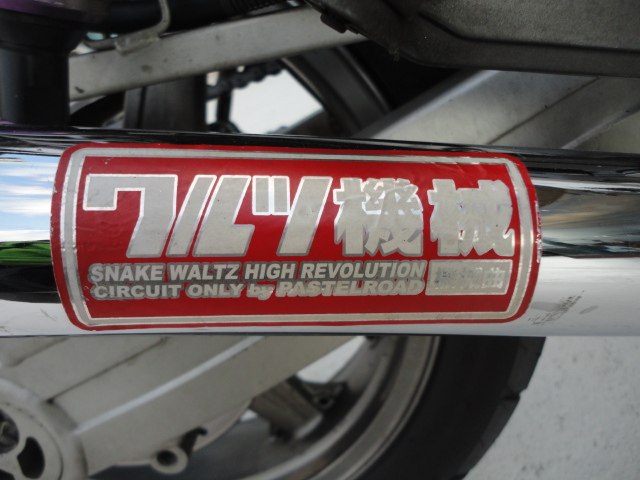 ワルツ機械
SNAKE WALTZ HIGH REVOLUTION
CIRCUIT ONLY by PASTELROAD